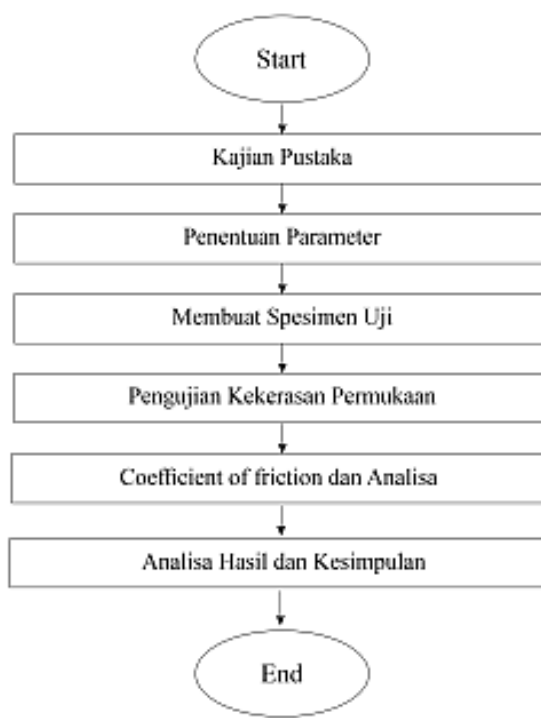 Start
Kajian Pustaka
Penentuan Parameter
Membuat Spesimen Uji
Pengujian Kekerasan Permukaan
Coefficient of friction dan Analisa
Analisa Hasil dan Kesimpulan
End